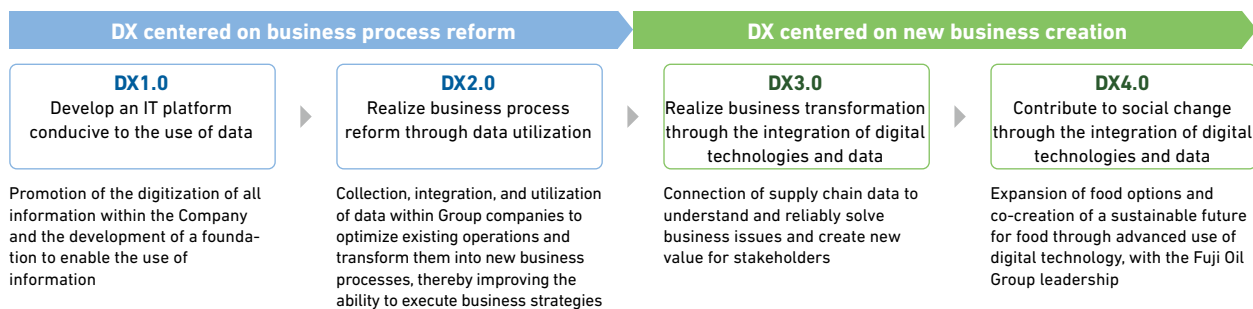 DX centered on business process reform
DX centered on new business creation
DX1.0
Develop an IT platform
conducive to the use of data
DX2.0
Realize business process
reform through data utilization
DX3.0
Realize business transformation
through the integration of digital
technologies and data
DX4.0
Contribute to social change
through the integration of digital
technologies and data
Promotion of the digitization of all
information within the Company
and the development of a founda-
tion to enable the use of
information
Collection, integration, and utilization
of data within Group companies to
optimize existing operations and
transform them into new business
processes, thereby improving the
ability to execute business strategies
Connection of supply chain data to
understand and reliably solve
business issues and create new
value for stakeholders
Expansion of food options and
co-creation of a sustainable future
for food through advanced use of
digital technology, with the Fuji Oil
Group leadership